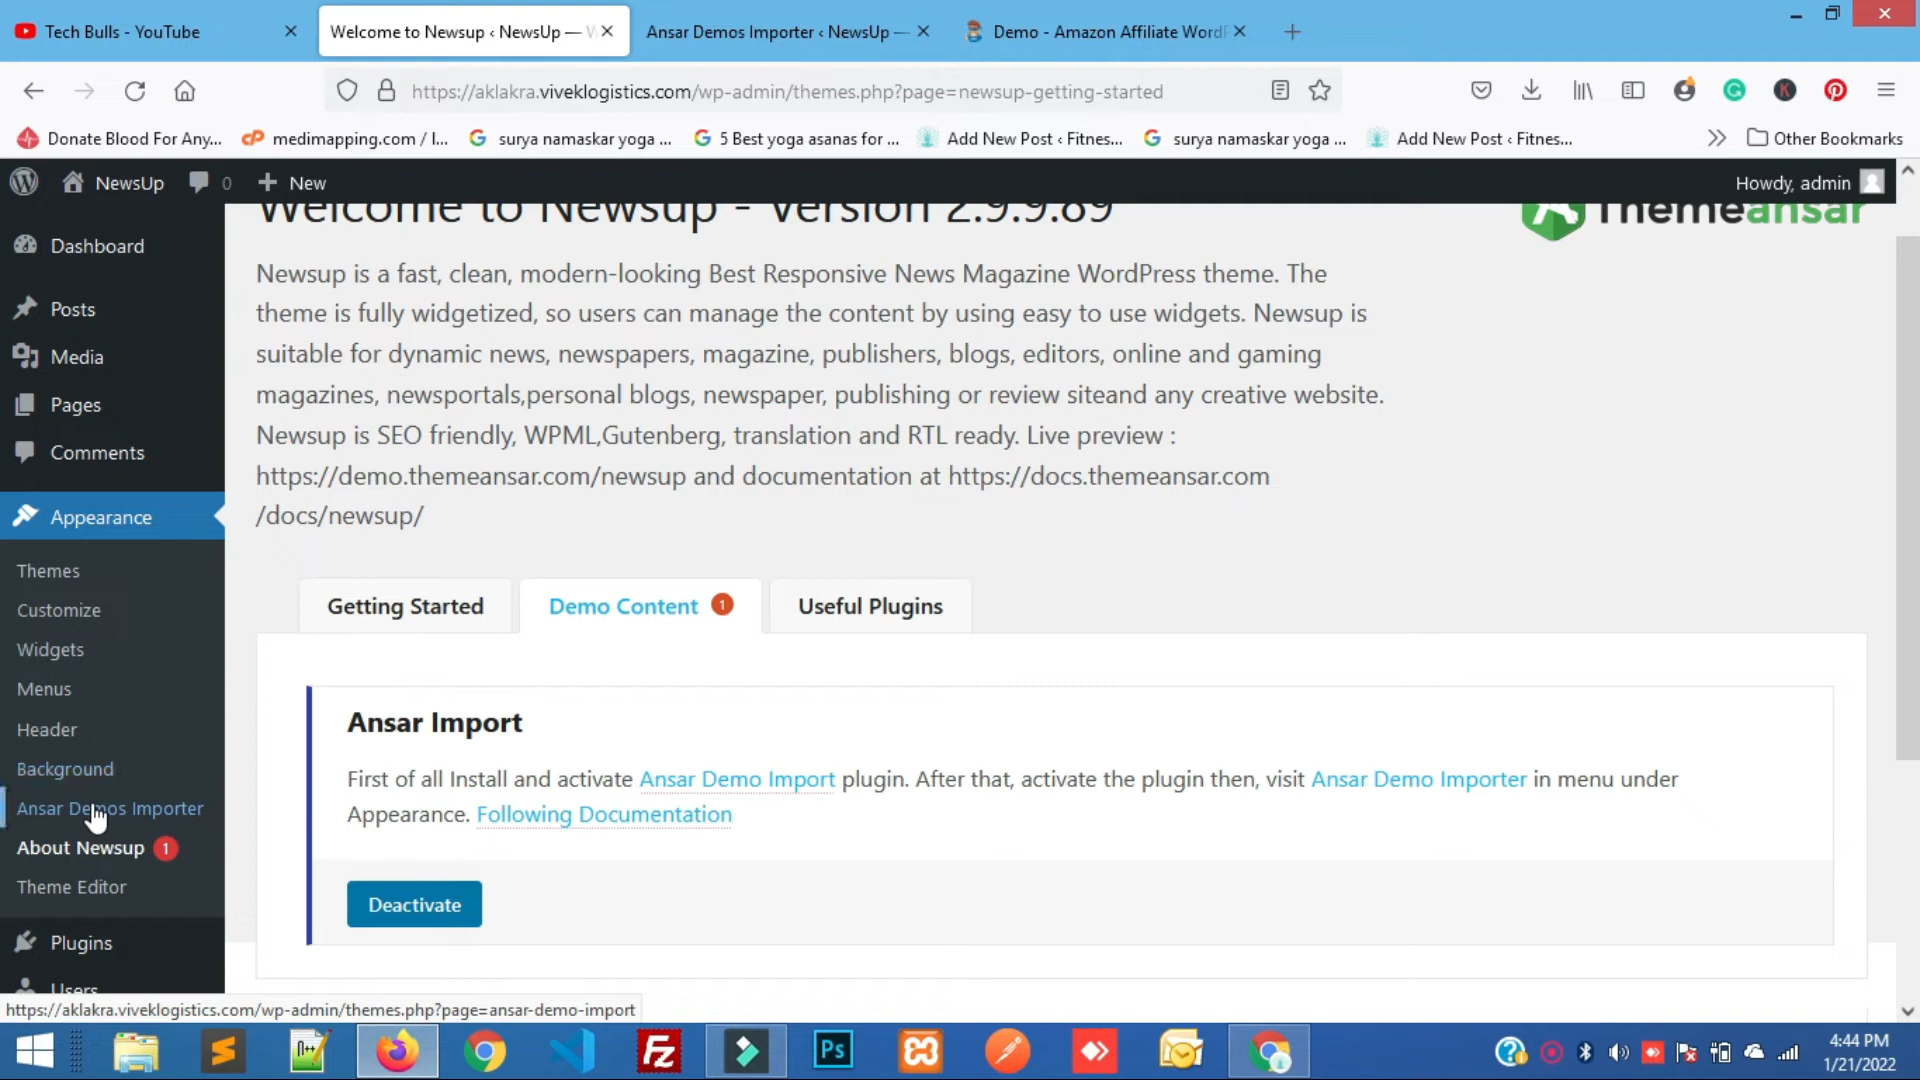 Tech Bulls - YouTube
Welcome to Newsup ‹ NewsUp —
Ansar Demos Importer ‹ NewsUp —
Demo - Amazon Affiliate Word
https://aklakra.viveklogistics.com/wp-admin/themes.php?page=newsup-getting-started
Donate Blood For Any...
medimapping.com / l...
surya namaskar yoga ...
5 Best yoga asanas for ...
Add New Post ‹ Fitnes...
surya namaskar yoga ...
Add New Post ‹ Fitnes...
Other Bookmarks
NewsUp
0
New
Howdy, admin
Welcome to Newsup - Version 2.9.9.89
Themeansar
Dashboard
Posts
Media
Pages
Comments
Appearance
Themes
Customize
Widgets
Menus
Header
Background
Ansar Demos Importer
About Newsup 1
Theme Editor
Plugins
Users
Newsup is a fast, clean, modern-looking Best Responsive News Magazine WordPress theme. The
theme is fully widgetized, so users can manage the content by using easy to use widgets. Newsup is
suitable for dynamic news, newspapers, magazine, publishers, blogs, editors, online and gaming
magazines, newsportals,personal blogs, newspaper, publishing or review siteand any creative website.
Newsup is SEO friendly, WPML,Gutenberg, translation and RTL ready. Live preview :
https://demo.themeansar.com/newsup and documentation at https://docs.themeansar.com
/docs/newsup/
Getting Started
Demo Content 1
Useful Plugins
Ansar Import
First of all Install and activate Ansar Demo Import plugin. After that, activate the plugin then, visit Ansar Demo Importer in menu under
Appearance. Following Documentation
Deactivate
https://aklakra.viveklogistics.com/wp-admin/themes.php?page=ansar-demo-import
4:44 PM
1/21/2022